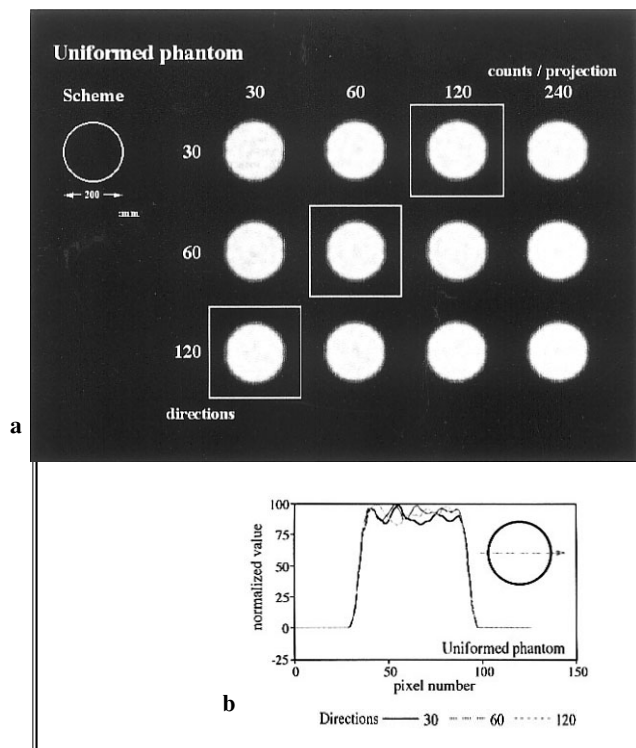 Uniformed phantom
counts / projection
Scheme 30 60 120 240
30
200
:mm
60
120
directions
a
100
75
50
25
0
-25
normalized value
Uniformed phantom
0 50 100 150
pixel number
b
Directions 30 60 120